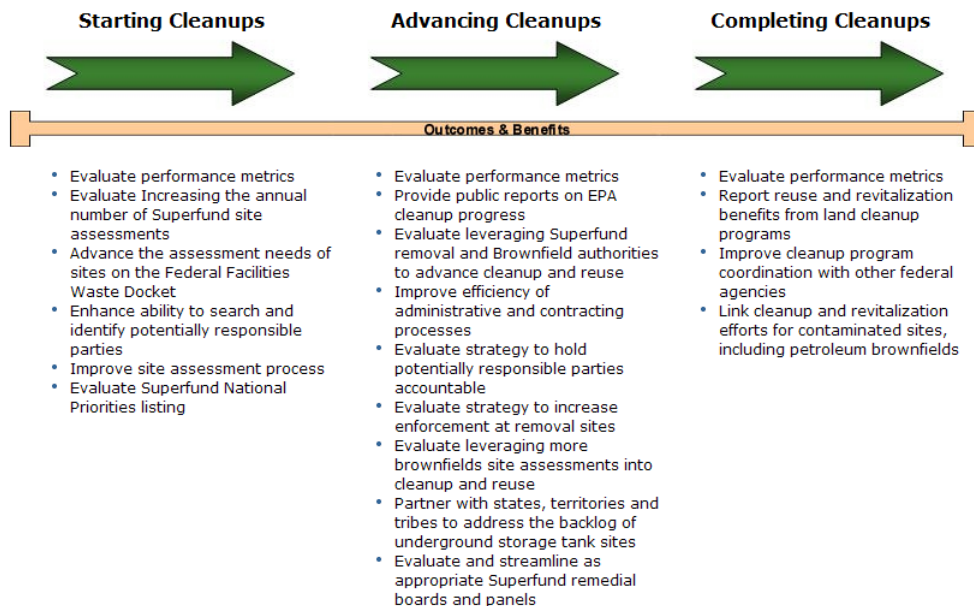 Starting Cleanups
Advancing Cleanups
Completing Cleanups
Outcomes & Benefits
• Evaluate performance metrics
• Evaluate Increasing the annual
number of Superfund site
assessments
• Advance the assessment needs of
sites on the Federal Facilities
Waste Docket
• Enhance ability to search and
identify potentially responsible
parties
• Improve site assessment process
• Evaluate Superfund National
Priorities listing
• Evaluate performance metrics
• Provide public reports on EPA
cleanup progress
• Evaluate leveraging Superfund
removal and Brownfield authorities
to advance cleanup and reuse
• Improve efficiency of
administrative and contracting
processes
• Evaluate strategy to hold
potentially responsible parties
accountable
• Evaluate strategy to increase
enforcement at removal sites
• Evaluate leveraging more
brownfields site assessments into
cleanup and reuse
• Partner with states, territories and
tribes to address the backlog of
underground storage tank sites
• Evaluate and streamline as
appropriate Superfund remedial
boards and panels
• Evaluate performance metrics
• Report reuse and revitalization
benefits from land cleanup
programs
• Improve cleanup program
coordination with other federal
agencies
• Link cleanup and revitalization
efforts for contaminated sites,
including petroleum brownfields